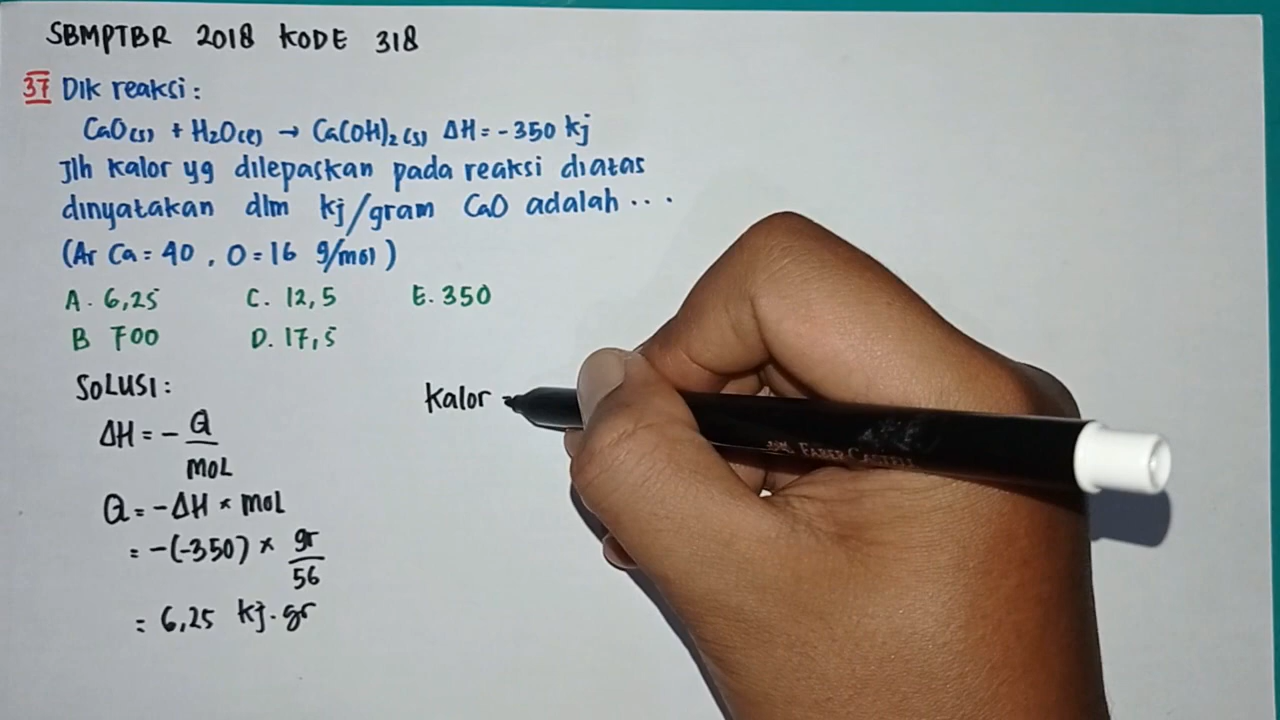 SBMPTBR 2018 KODE 318
37 Dik reaksi:
CaO(s) + H2O(l) → Ca(OH)2(s) ΔH = -350 kj
Jlh kalor yg dilepaskan pada reaksi diatas
dinyatakan dlm kj/gram CaO adalah ...
(Ar Ca = 40, O = 16 g/mol)
A. 6,25 C. 12,5 E. 350
B 700 D. 17,5
SOLUSI:
ΔH = - Q/MOL
Q = -ΔH × MOL
= -(-350) × gr/56
= 6,25 kj.gr
Kalor =
FABER CASTELL